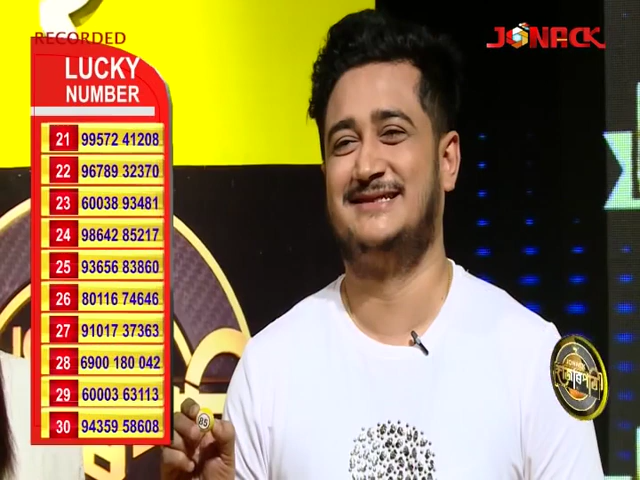 RECORDED
JONACK
LUCKY
NUMBER
21 99572 41208
22 96789 32370
23 60038 93481
24 98642 85217
25 93656 83860
26 80116 74646
27 91017 37363
28 6900 180 042
29 60003 63113
30 94359 58608
85